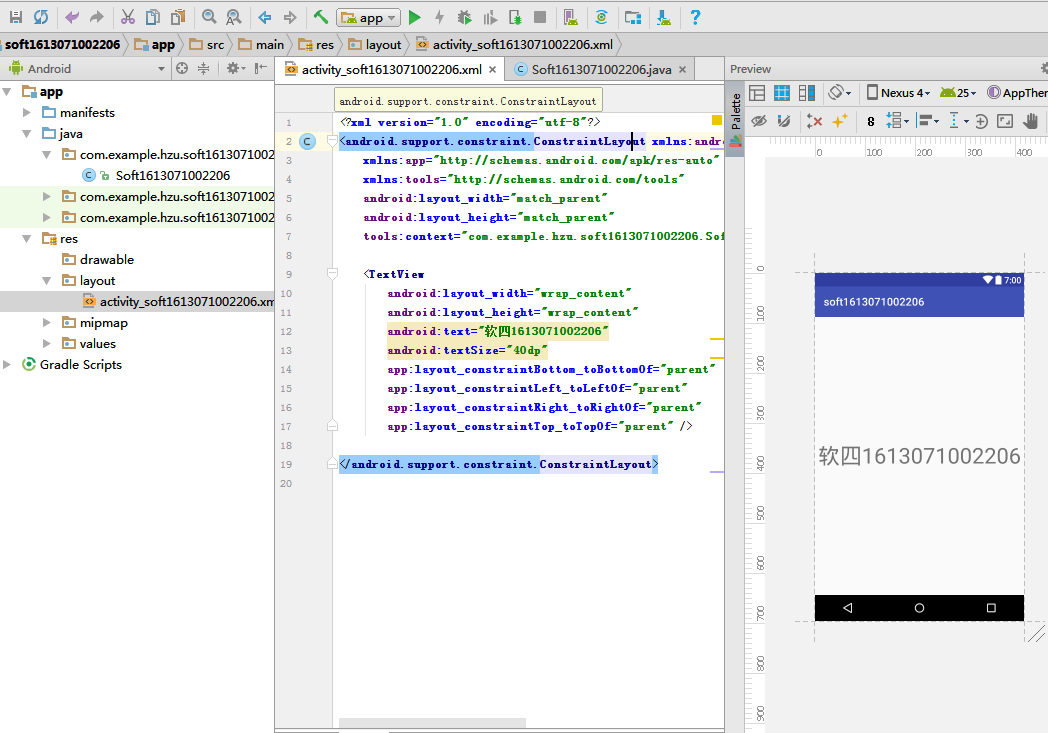 app
soft1613071002206 app src main res layout activity_soft1613071002206.xml
Android
activity_soft1613071002206.xml
Soft1613071002206.java
Preview
app
manifests
java
com.example.hzu.soft1613071002
Soft1613071002206
com.example.hzu.soft1613071002
com.example.hzu.soft1613071002
res
drawable
layout
activity_soft1613071002206.xm
mipmap
values
Gradle Scripts
android.support.constraint.ConstraintLayout
1 <?xml version="1.0" encoding="utf-8"?>
2 <android.support.constraint.ConstraintLayout xmlns:andro
3 xmlns:app="http://schemas.android.com/apk/res-auto"
4 xmlns:tools="http://schemas.android.com/tools"
5 android:layout_width="match_parent"
6 android:layout_height="match_parent"
7 tools:context="com.example.hzu.soft1613071002206.Sof
8
9 <TextView
10 android:layout_width="wrap_content"
11 android:layout_height="wrap_content"
12 android:text="软四1613071002206"
13 android:textSize="40dp"
14 app:layout_constraintBottom_toBottomOf="parent"
15 app:layout_constraintLeft_toLeftOf="parent"
16 app:layout_constraintRight_toRightOf="parent"
17 app:layout_constraintTop_toTopOf="parent" />
18
19 </android.support.constraint.ConstraintLayout>
20
Palette
Nexus 4 25 AppThem
8
0 100 200 300 400
0
100
200
300
400
500
600
700
800
900
7:00
soft1613071002206
软四1613071002206